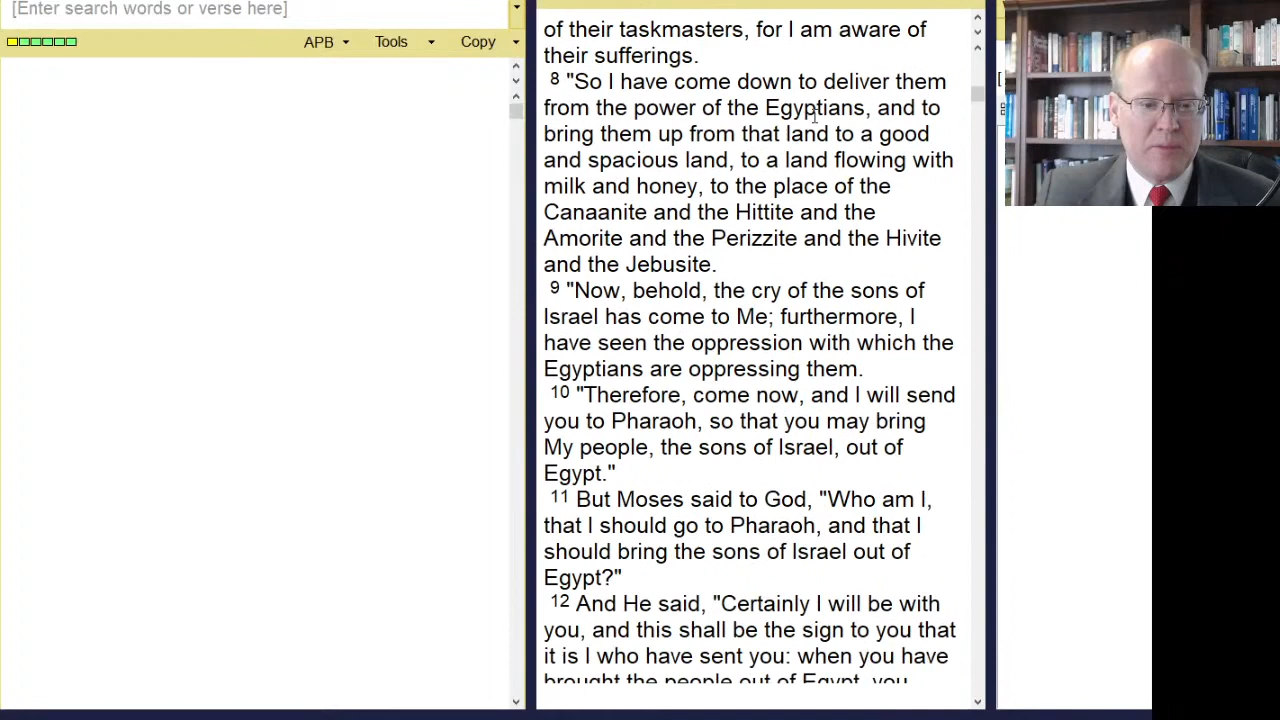 [Enter search words or verse here]
APB
Tools
Copy
of their taskmasters, for I am aware of
their sufferings.
8 "So I have come down to deliver them
from the power of the Egyptians, and to
bring them up from that land to a good
and spacious land, to a land flowing with
milk and honey, to the place of the
Canaanite and the Hittite and the
Amorite and the Perizzite and the Hivite
and the Jebusite.
9 "Now, behold, the cry of the sons of
Israel has come to Me; furthermore, I
have seen the oppression with which the
Egyptians are oppressing them.
10 "Therefore, come now, and I will send
you to Pharaoh, so that you may bring
My people, the sons of Israel, out of
Egypt."
11 But Moses said to God, "Who am I,
that I should go to Pharaoh, and that I
should bring the sons of Israel out of
Egypt?"
12 And He said, "Certainly I will be with
you, and this shall be the sign to you that
it is I who have sent you: when you have
brought the people out of Egypt, you
[